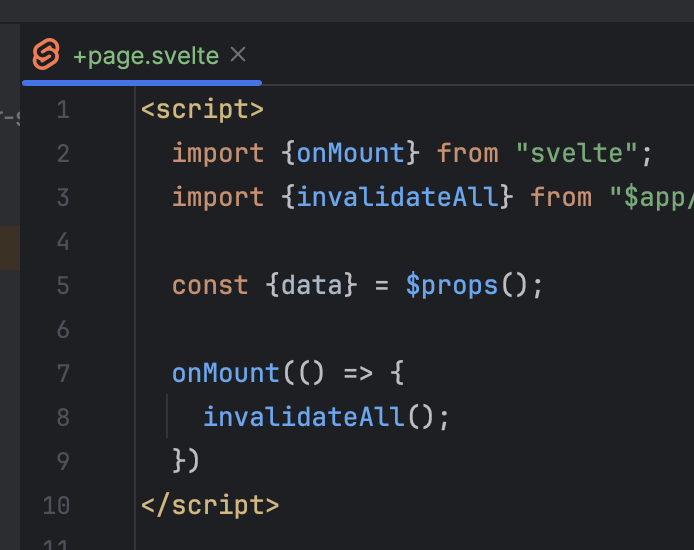 +page.svelte
1 <script>
2 import {onMount} from "svelte";
3 import {invalidateAll} from "$app/
4
5 const {data} = $props();
6
7 onMount(() => {
8 invalidateAll();
9 })
10 </script>
11